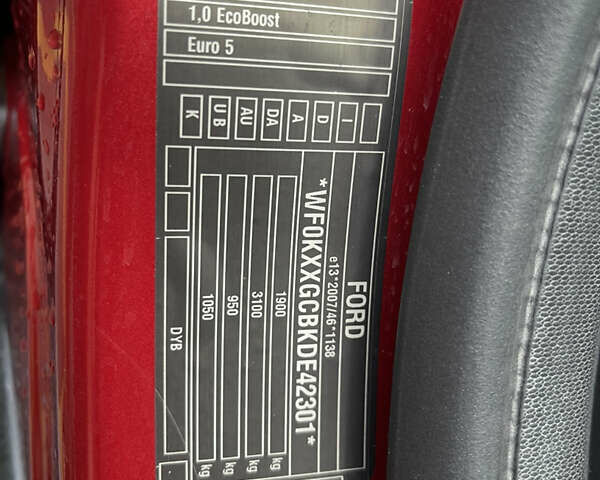 1,0 EcoBoost
Euro 5
K UB AU DA A D I
FORD
e13*2007/46*1138
*WF0KXXGCBKDE42301*
1900 kg
3100 kg
950 kg
1050 kg
DYB